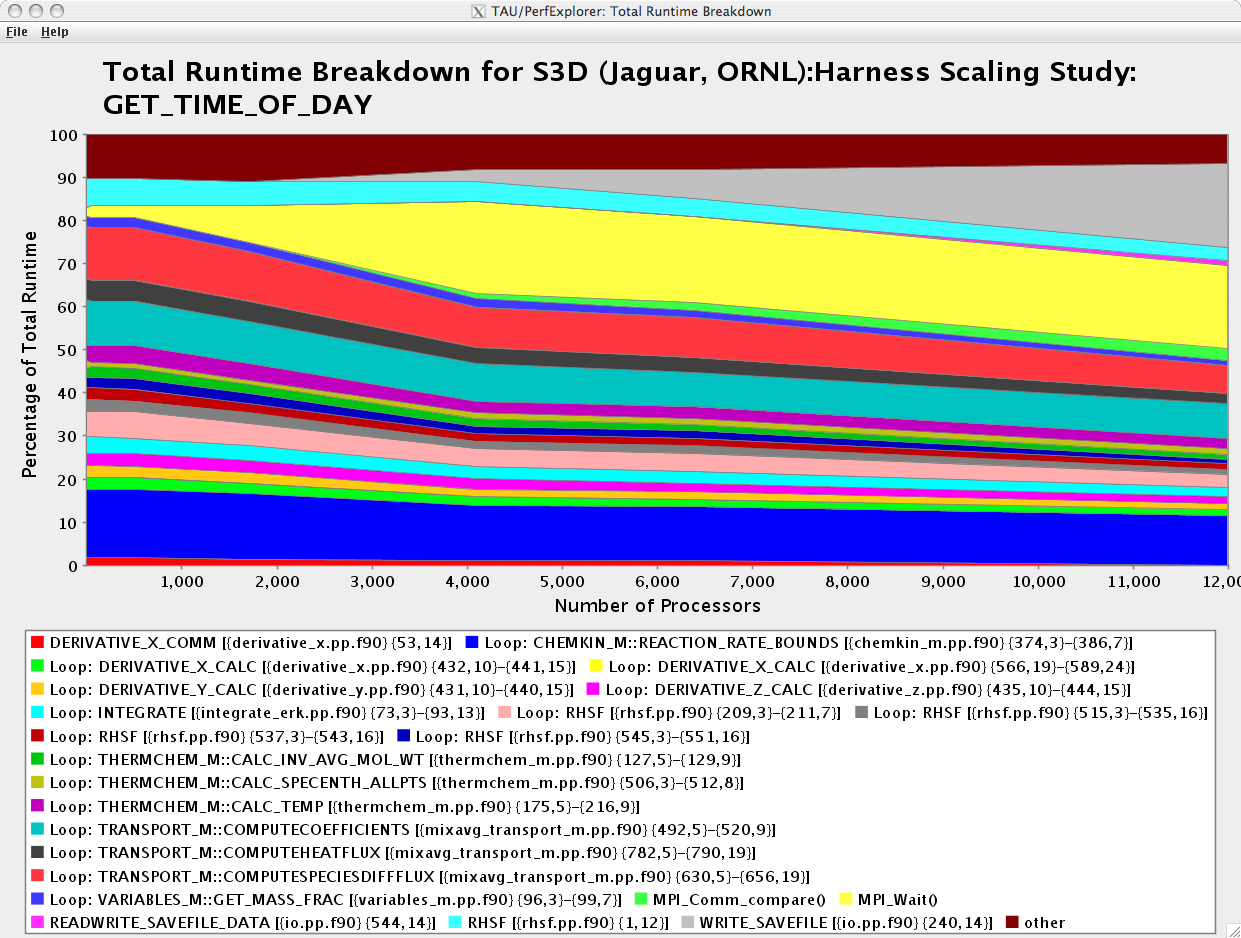 TAU/PerfExplorer: Total Runtime Breakdown
File Help
Total Runtime Breakdown for S3D (Jaguar, ORNL):Harness Scaling Study:
GET_TIME_OF_DAY
Percentage of Total Runtime
100
90
80
70
60
50
40
30
20
10
0
1,000 2,000 3,000 4,000 5,000 6,000 7,000 8,000 9,000 10,000 11,000 12,00
Number of Processors
DERIVATIVE_X_COMM [{derivative_x.pp.f90} {53,14}] Loop: CHEMKIN_M::REACTION_RATE_BOUNDS [{chemkin_m.pp.f90} {374,3}-{386,7}]
Loop: DERIVATIVE_X_CALC [{derivative_x.pp.f90} {432,10}-{441,15}] Loop: DERIVATIVE_X_CALC [{derivative_x.pp.f90} {566,19}-{589,24}]
Loop: DERIVATIVE_Y_CALC [{derivative_y.pp.f90} {431,10}-{440,15}] Loop: DERIVATIVE_Z_CALC [{derivative_z.pp.f90} {435,10}-{444,15}]
Loop: INTEGRATE [{integrate_erk.pp.f90} {73,3}-{93,13}] Loop: RHSF [{rhsf.pp.f90} {209,3}-{211,7}] Loop: RHSF [{rhsf.pp.f90} {515,3}-{535,16}]
Loop: RHSF [{rhsf.pp.f90} {537,3}-{543,16}] Loop: RHSF [{rhsf.pp.f90} {545,3}-{551,16}]
Loop: THERMCHEM_M::CALC_INV_AVG_MOL_WT [{thermchem_m.pp.f90} {127,5}-{129,9}]
Loop: THERMCHEM_M::CALC_SPECENTH_ALLPTS [{thermchem_m.pp.f90} {506,3}-{512,8}]
Loop: THERMCHEM_M::CALC_TEMP [{thermchem_m.pp.f90} {175,5}-{216,9}]
Loop: TRANSPORT_M::COMPUTECOEFFICIENTS [{mixavg_transport_m.pp.f90} {492,5}-{520,9}]
Loop: TRANSPORT_M::COMPUTEHEATFLUX [{mixavg_transport_m.pp.f90} {782,5}-{790,19}]
Loop: TRANSPORT_M::COMPUTESPECIESDIFFFLUX [{mixavg_transport_m.pp.f90} {630,5}-{656,19}]
Loop: VARIABLES_M::GET_MASS_FRAC [{variables_m.pp.f90} {96,3}-{99,7}] MPI_Comm_compare() MPI_Wait()
READWRITE_SAVEFILE_DATA [{io.pp.f90} {544,14}] RHSF [{rhsf.pp.f90} {1,12}] WRITE_SAVEFILE [{io.pp.f90} {240,14}] other